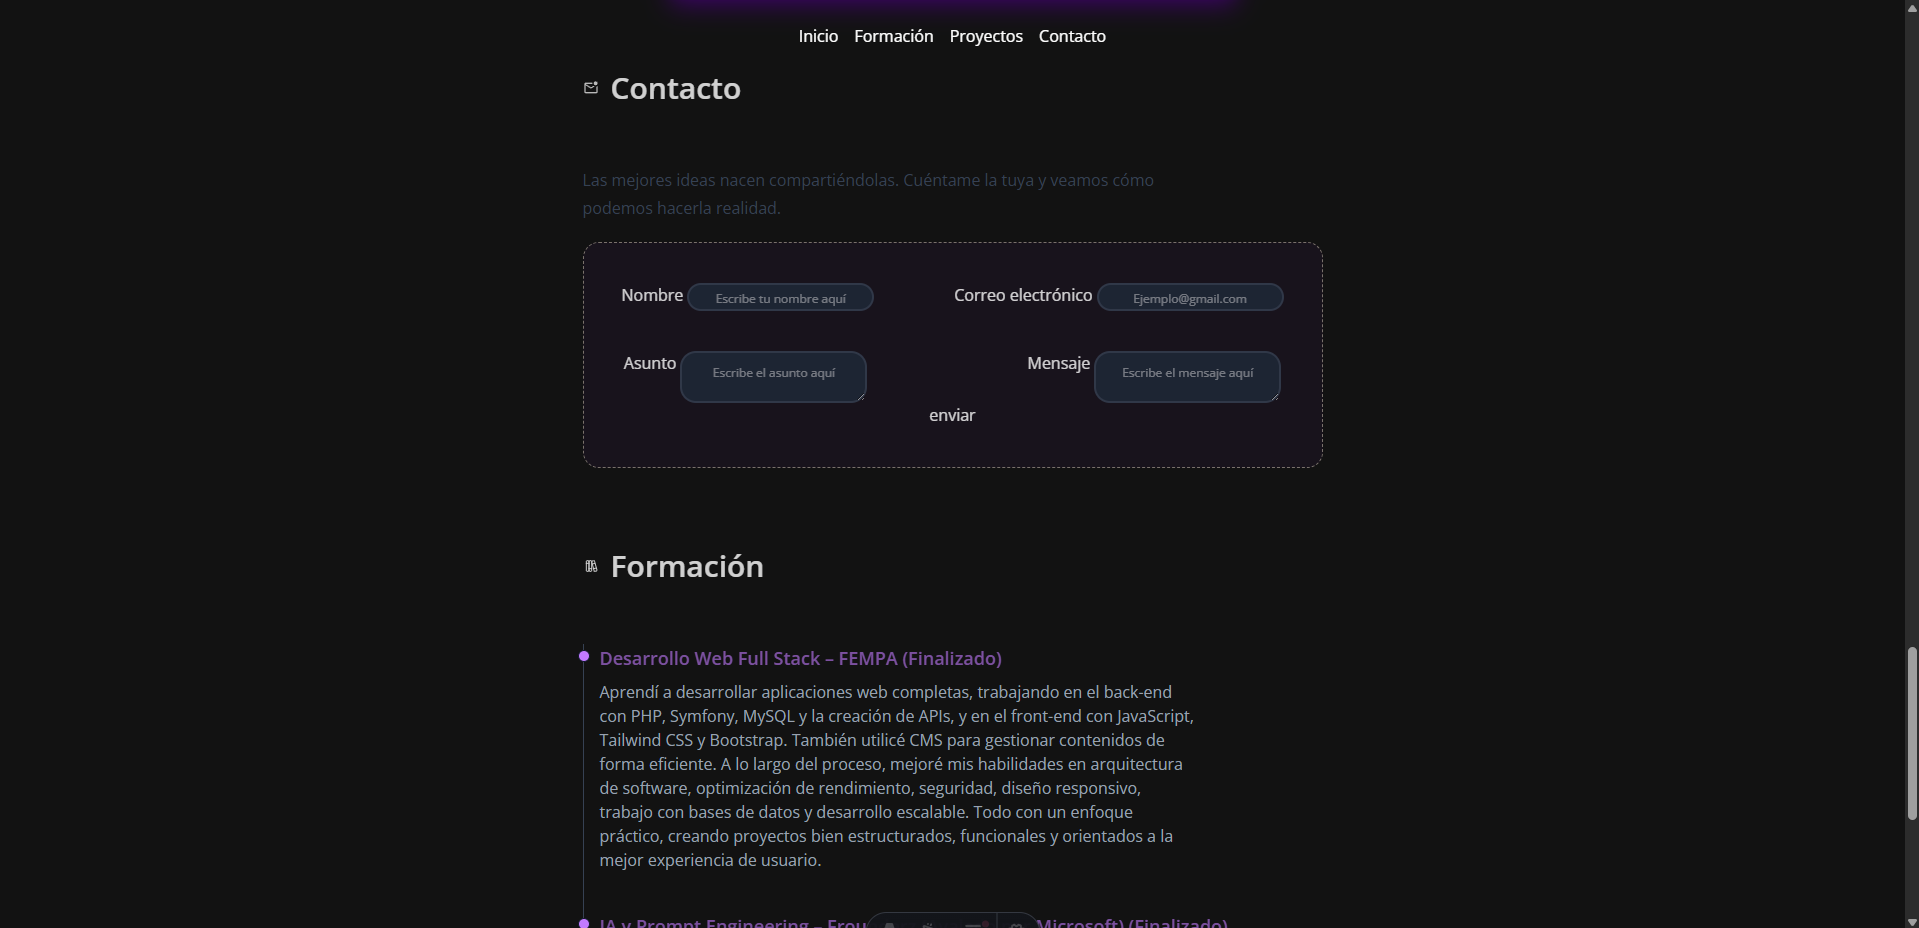 Inicio Formación Proyectos Contacto
Contacto
Las mejores ideas nacen compartiéndolas. Cuéntame la tuya y veamos cómo
podemos hacerla realidad.
Nombre Escribe tu nombre aquí Correo electrónico Ejemplo@gmail.com
Asunto Escribe el asunto aquí Mensaje Escribe el mensaje aquí
enviar
Formación
Desarrollo Web Full Stack – FEMPA (Finalizado)
Aprendí a desarrollar aplicaciones web completas, trabajando en el back-end
con PHP, Symfony, MySQL y la creación de APIs, y en el front-end con JavaScript,
Tailwind CSS y Bootstrap. También utilicé CMS para gestionar contenidos de
forma eficiente. A lo largo del proceso, mejoré mis habilidades en arquitectura
de software, optimización de rendimiento, seguridad, diseño responsivo,
trabajo con bases de datos y desarrollo escalable. Todo con un enfoque
práctico, creando proyectos bien estructurados, funcionales y orientados a la
mejor experiencia de usuario.
IA y Prompt Engineering – Microsoft) (Finalizado)